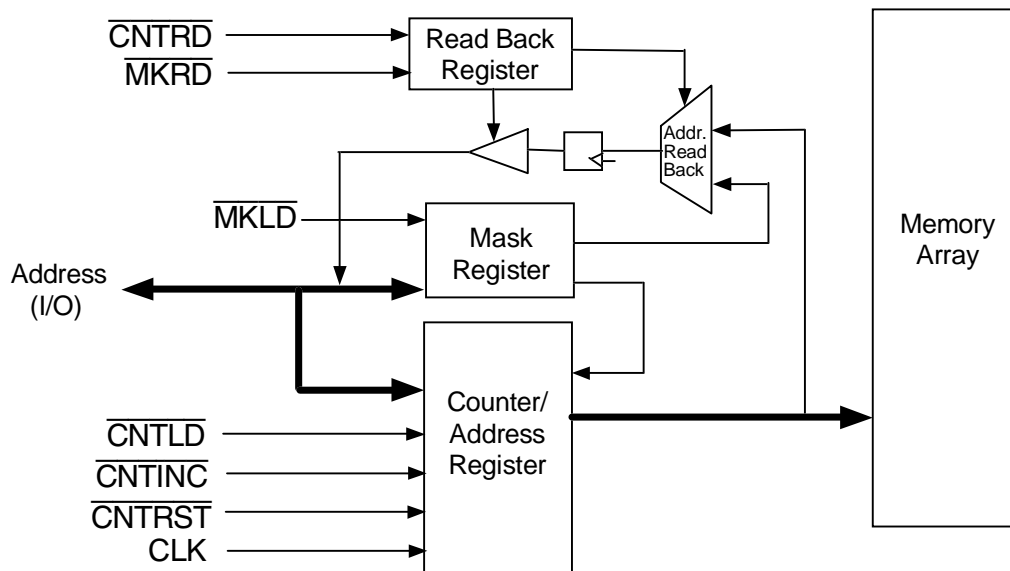 CNTRD
MKRD
Read Back
Register
Addr.
Read
Back
MKLD
Mask
Register
Address
(I/O)
Memory
Array
Counter/
Address
Register
CNTLD
CNTINC
CNTRST
CLK